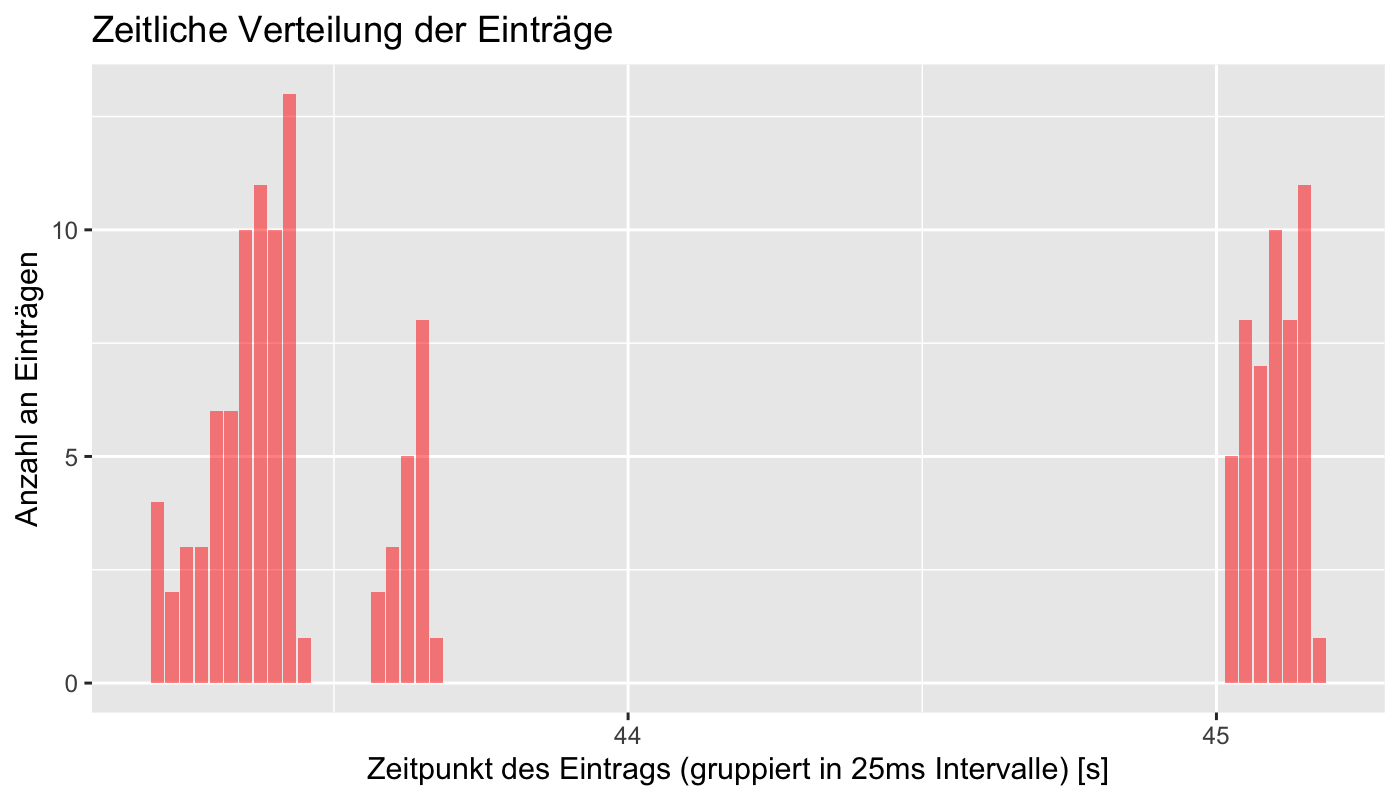 Zeitliche Verteilung der Einträge
Anzahl an Einträgen
10
5
0
44
45
Zeitpunkt des Eintrags (gruppiert in 25ms Intervalle) [s]